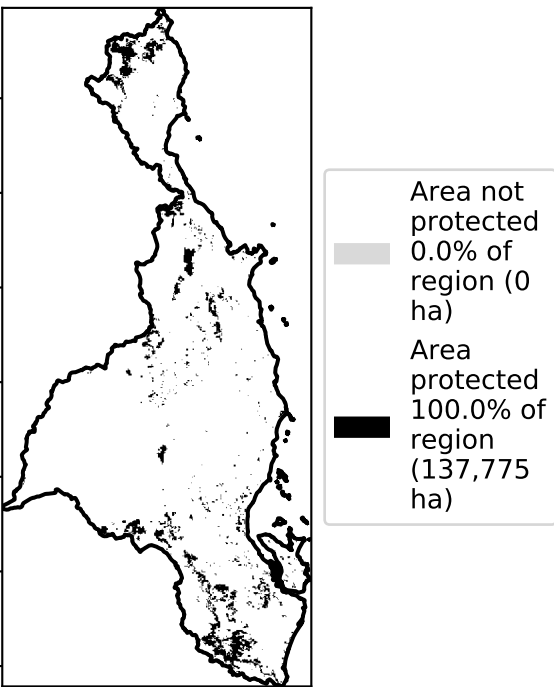 Area not
protected
0.0% of
region (0
ha)
Area
protected
100.0% of
region
(137,775
ha)